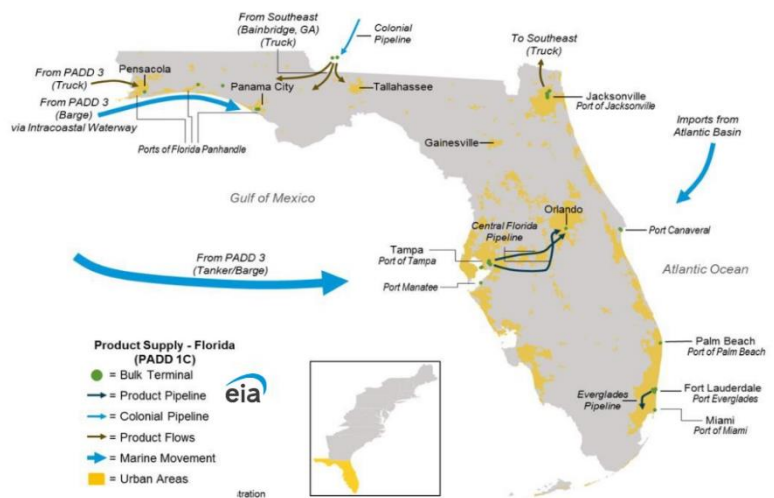 From Southeast
(Bainbridge, GA)
(Truck)
Colonial
Pipeline
To Southeast
(Truck)
From PADD 3
(Truck)
Pensacola
Panama City
Tallahassee
Jacksonville
Port of Jacksonville
From PADD 3
(Barge)
via Intracoastal Waterway
Ports of Florida Panhandle
Gainesville
Imports from
Atlantic Basin
Gulf of Mexico
Orlando
Central Florida
Pipeline
Port Canaveral
Tampa
Port of Tampa
From PADD 3
(Tanker/Barge)
Atlantic Ocean
Port Manatee
Product Supply - Florida
(PADD 1C)
= Bulk Terminal
= Product Pipeline
= Colonial Pipeline
= Product Flows
= Marine Movement
= Urban Areas
eia
Palm Beach
Port of Palm Beach
Everglades
Pipeline
Fort Lauderdale
Port Everglades
Miami
Port of Miami
tration